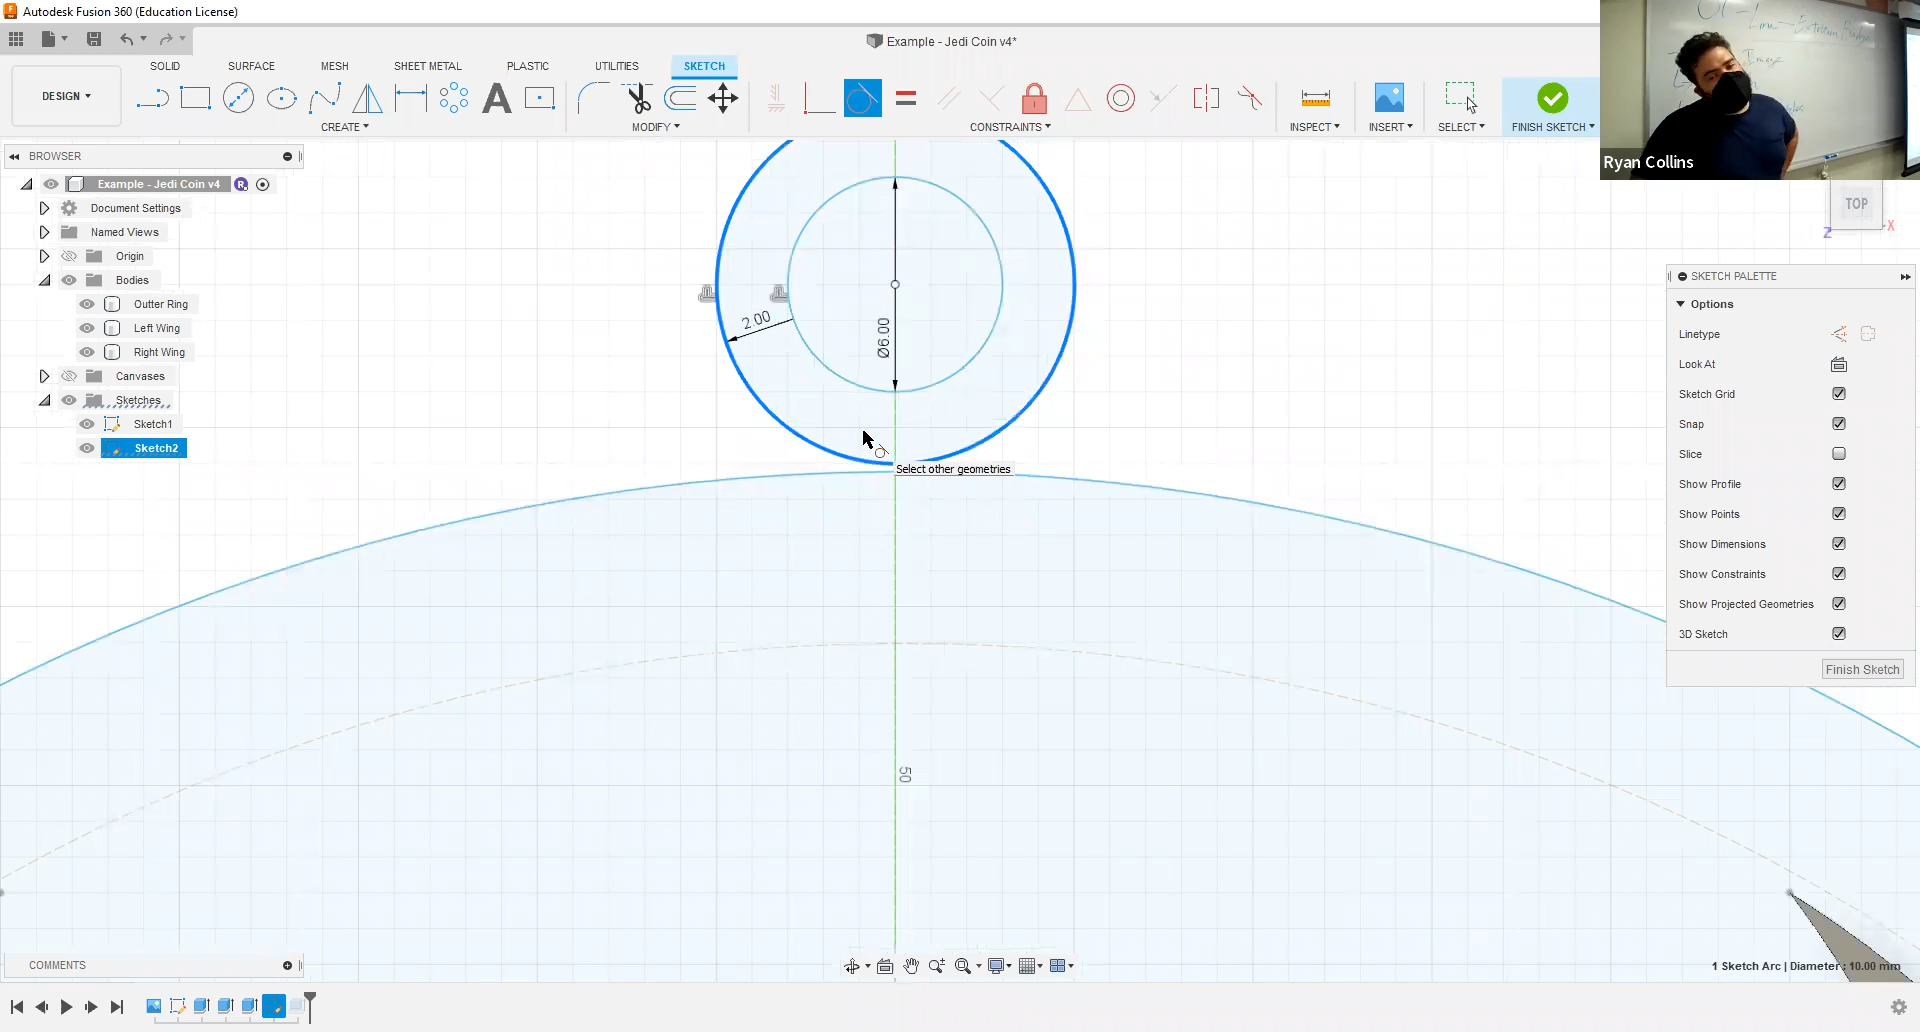 Autodesk Fusion 360 (Education License)
Example - Jedi Coin v4*
DESIGN
SOLID SURFACE MESH SHEET METAL PLASTIC UTILITIES SKETCH
CREATE MODIFY CONSTRAINTS INSPECT INSERT SELECT FINISH SKETCH
Image
Ryan Collins
BROWSER
Example - Jedi Coin v4
R
Document Settings
Named Views
Origin
Bodies
Outter Ring
Left Wing
Right Wing
Canvases
Sketches
Sketch1
Sketch2
2.00
Ø6.00
Select other geometries
50
TOP
Z
X
SKETCH PALETTE
Options
Linetype
Look At
Sketch Grid
Snap
Slice
Show Profile
Show Points
Show Dimensions
Show Constraints
Show Projected Geometries
3D Sketch
Finish Sketch
COMMENTS
1 Sketch Arc | Diameter : 10.00 mm